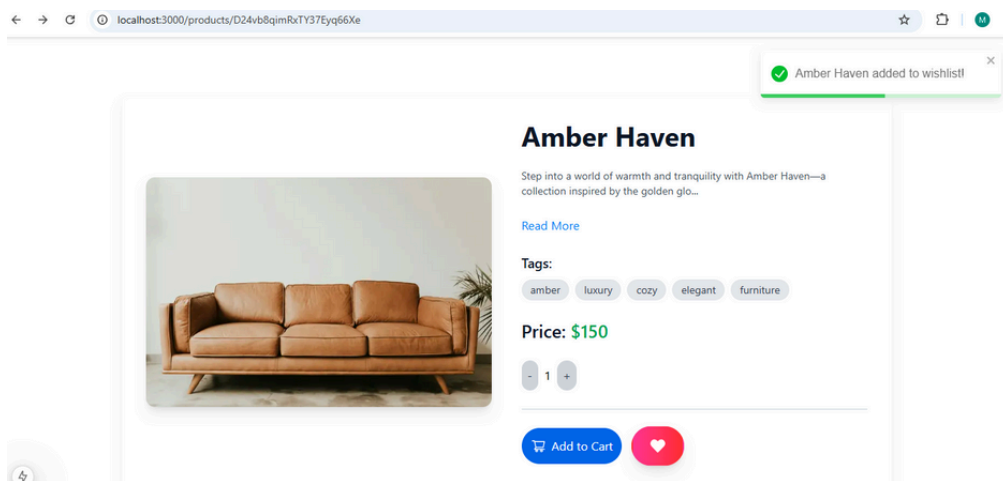 localhost:3000/products/D24vb8qimRxTY37Eyq66Xe
M
Amber Haven added to wishlist!
Amber Haven
Step into a world of warmth and tranquility with Amber Haven—a
collection inspired by the golden glo...
Read More
Tags:
amber luxury cozy elegant furniture
Price: $150
- 1 +
Add to Cart